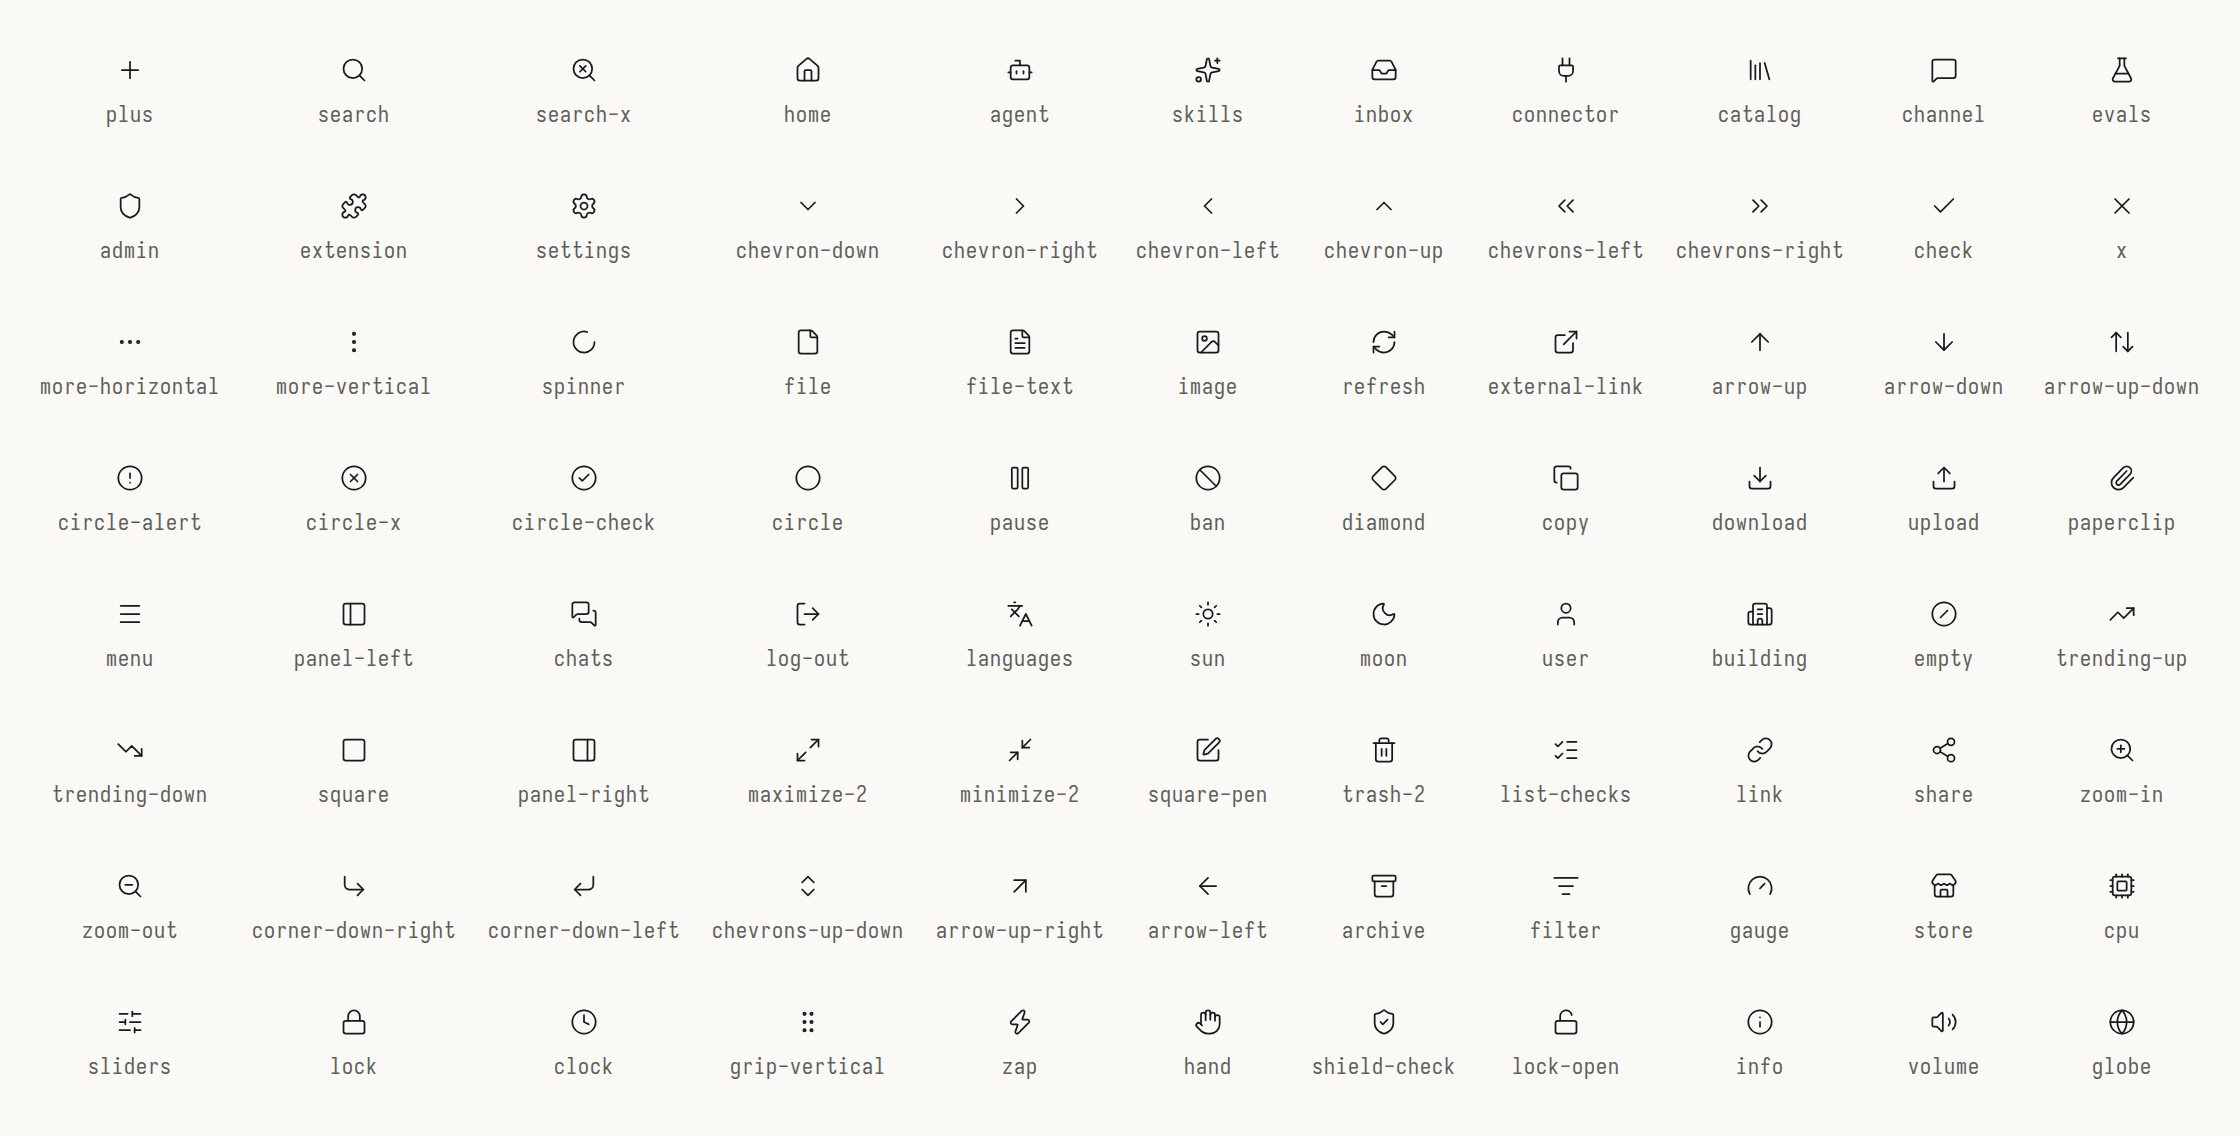 plus search search-x home agent skills inbox connector catalog channel evals
admin extension settings chevron-down chevron-right chevron-left chevron-up chevrons-left chevrons-right check x
more-horizontal more-vertical spinner file file-text image refresh external-link arrow-up arrow-down arrow-up-down
circle-alert circle-x circle-check circle pause ban diamond copy download upload paperclip
menu panel-left chats log-out languages sun moon user building empty trending-up
trending-down square panel-right maximize-2 minimize-2 square-pen trash-2 list-checks link share zoom-in
zoom-out corner-down-right corner-down-left chevrons-up-down arrow-up-right arrow-left archive filter gauge store cpu
sliders lock clock grip-vertical zap hand shield-check lock-open info volume globe